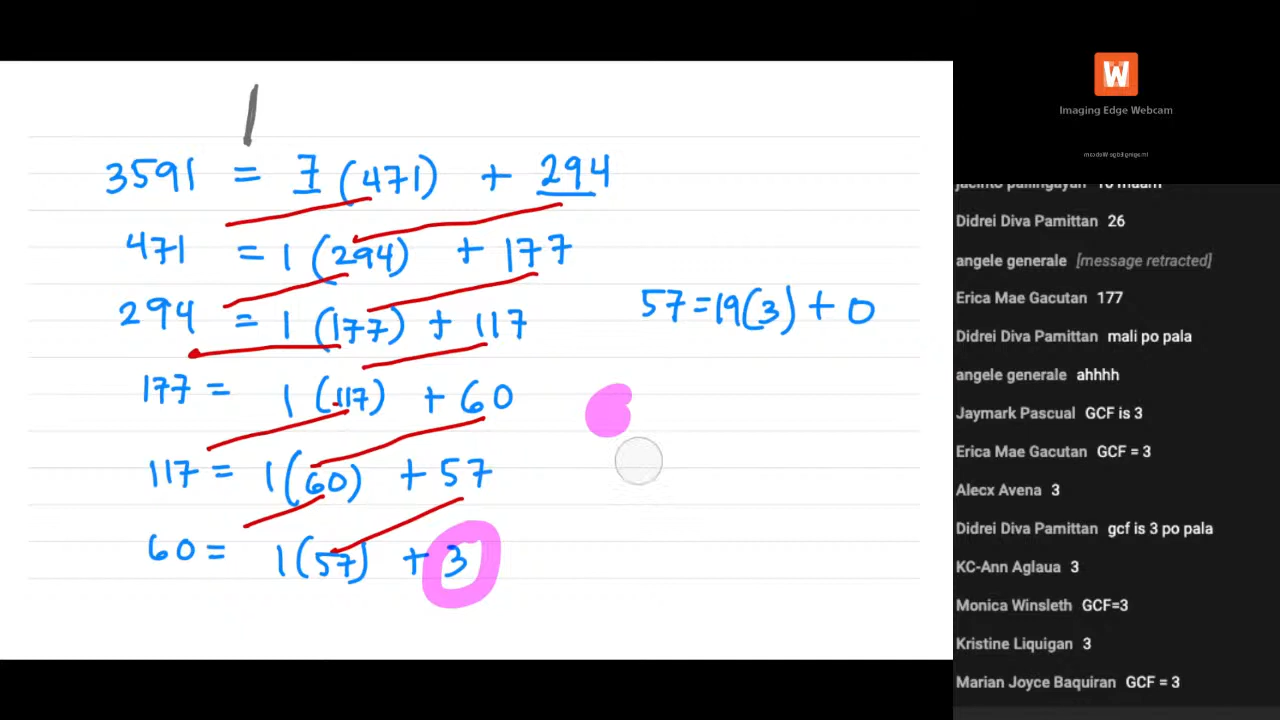 3591 = 7 (471) + 294
471 = 1 (294) + 177
294 = 1 (177) + 117
177 = 1 (117) + 60
117 = 1 (60) + 57
60 = 1 (57) + 3
57 = 19 (3) + 0
W
Imaging Edge Webcam
Imaging Edge Webcam
Didrei Diva Pamittan 26
angele generale [message retracted]
Erica Mae Gacutan 177
Didrei Diva Pamittan mali po pala
angele generale ahhhh
Jaymark Pascual GCF is 3
Erica Mae Gacutan GCF = 3
Alecx Avena 3
Didrei Diva Pamittan gcf is 3 po pala
KC-Ann Aglaua 3
Monica Winsleth GCF=3
Kristine Liquigan 3
Marian Joyce Baquiran GCF = 3